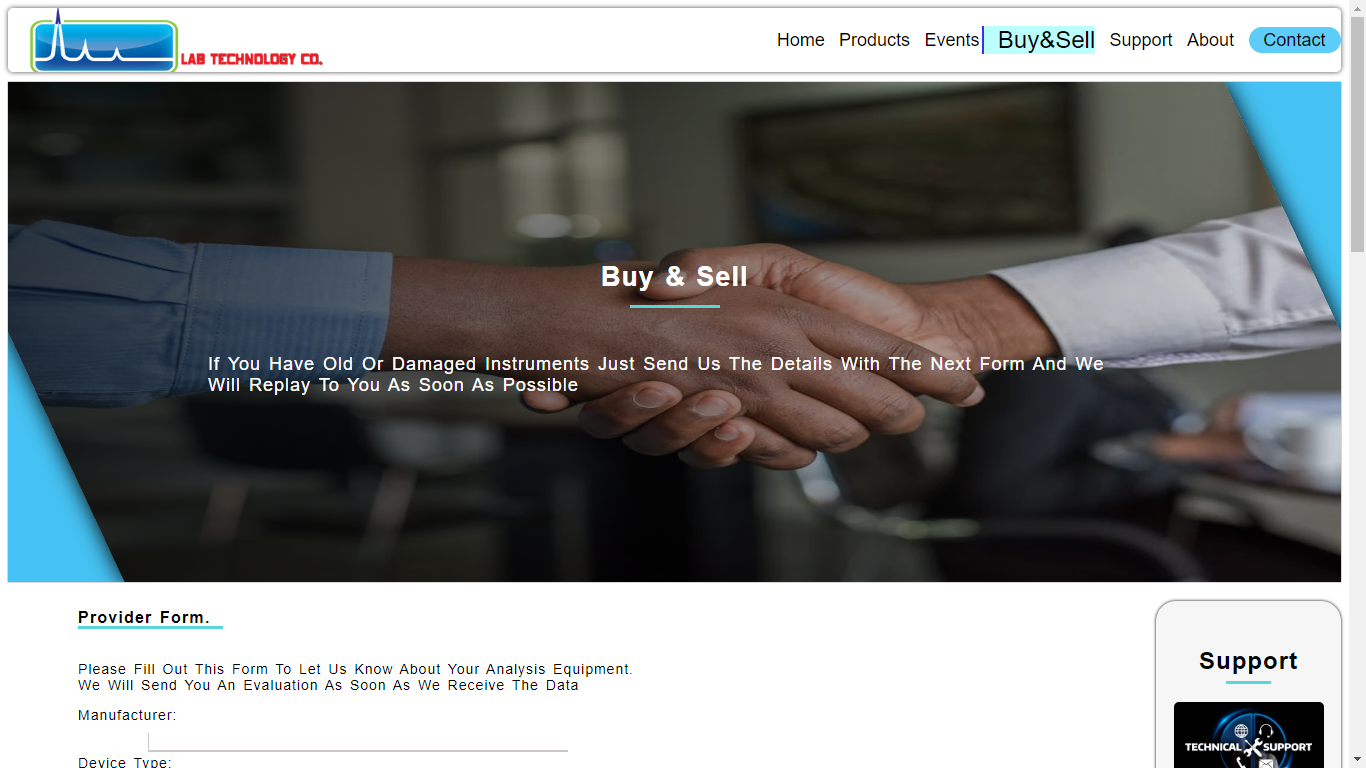 LAB TECHNOLOGY CO.
Home Products Events Buy&Sell Support About Contact
Buy & Sell
If You Have Old Or Damaged Instruments Just Send Us The Details With The Next Form And We
Will Replay To You As Soon As Possible
Provider Form.
Please Fill Out This Form To Let Us Know About Your Analysis Equipment.
We Will Send You An Evaluation As Soon As We Receive The Data
Manufacturer:
Device Type:
Support
TECHNICAL SUPPORT